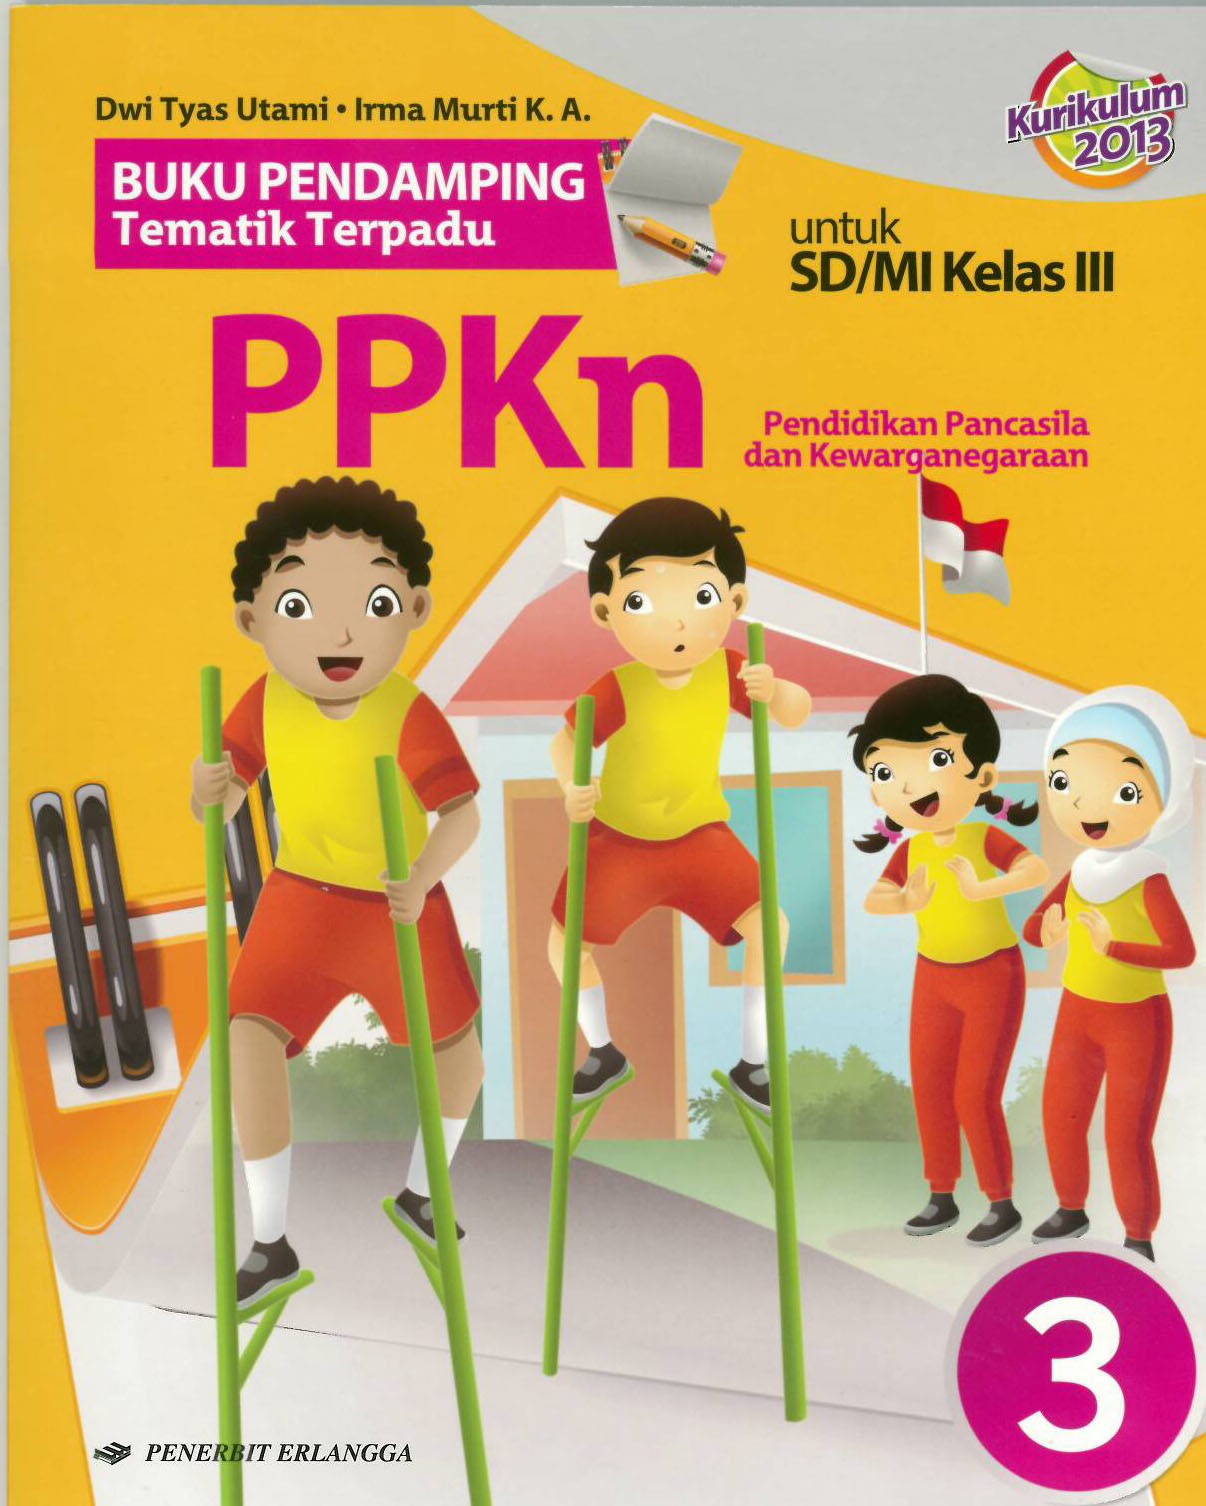 Dwi Tyas Utami • Irma Murti K. A.
Kurikulum
2013
BUKU PENDAMPING
Tematik Terpadu
untuk
SD/MI Kelas III
PPKn
Pendidikan Pancasila
dan Kewarganegaraan
3
PENERBIT ERLANGGA